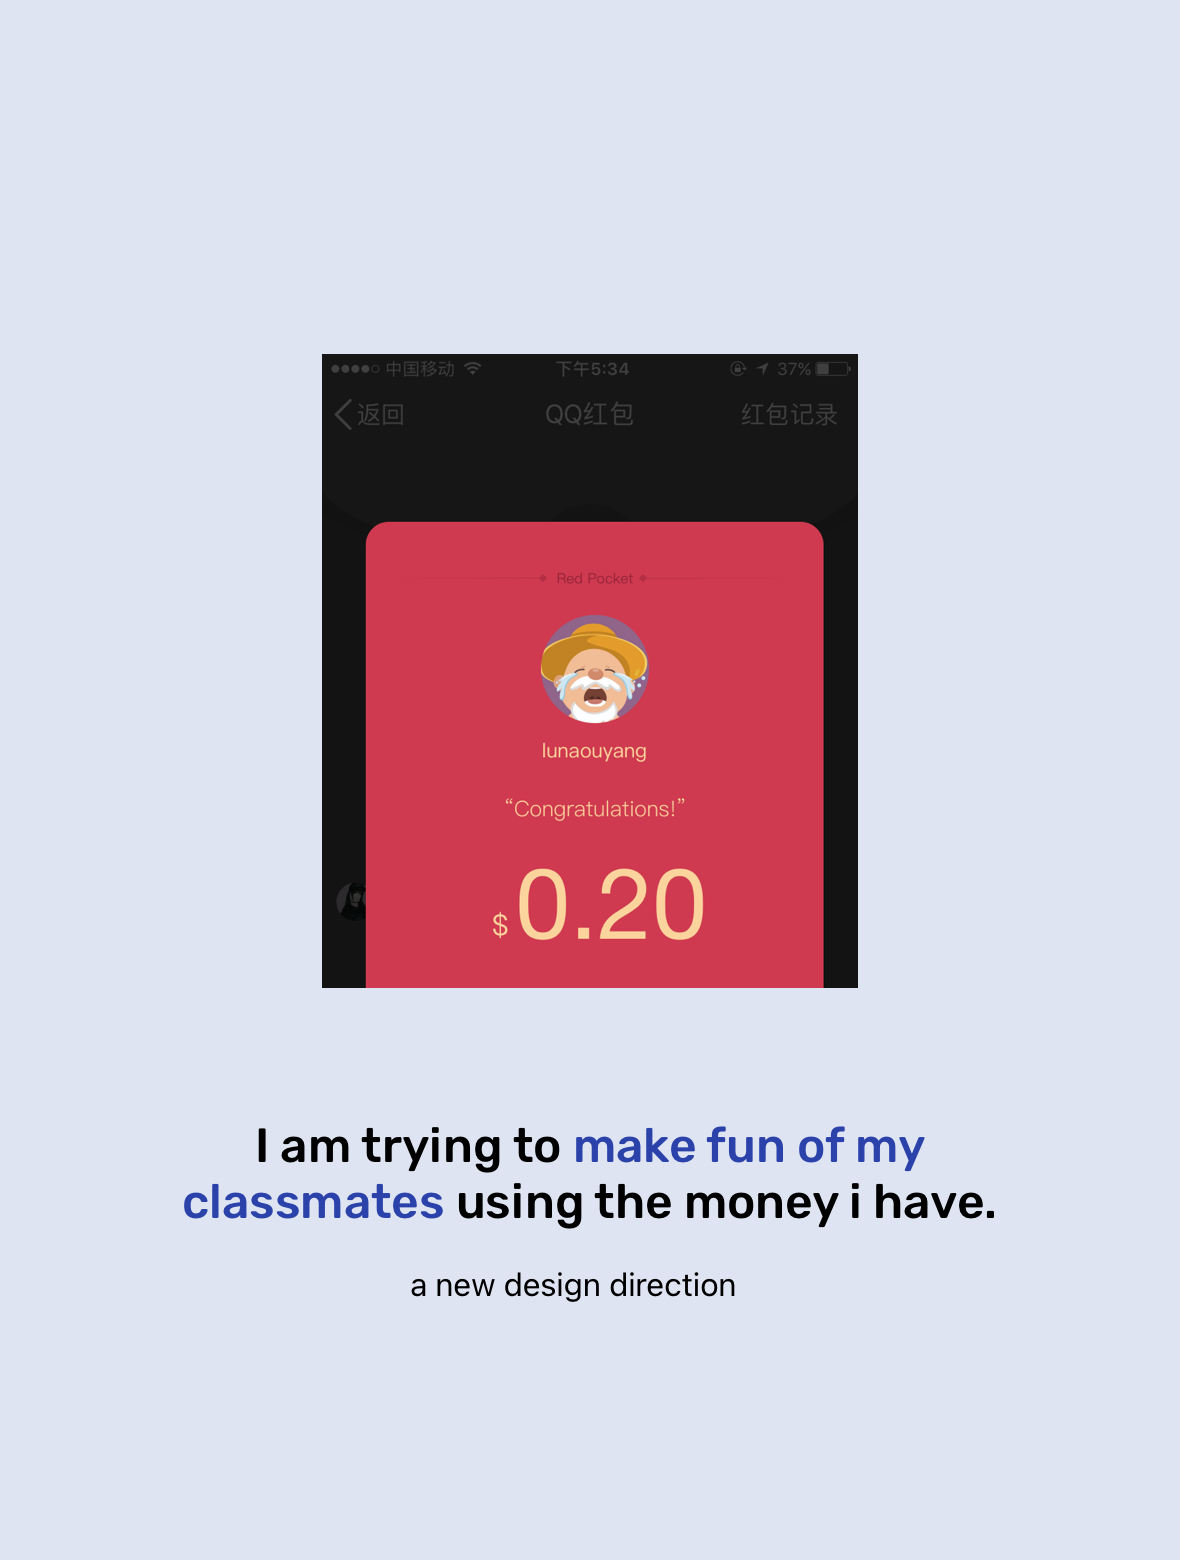 中国移动 下午5:34 37%
返回 QQ红包 红包记录
Red Pocket
lunaouyang
“Congratulations!”
$ 0.20
I am trying to make fun of my
classmates using the money i have.
a new design direction